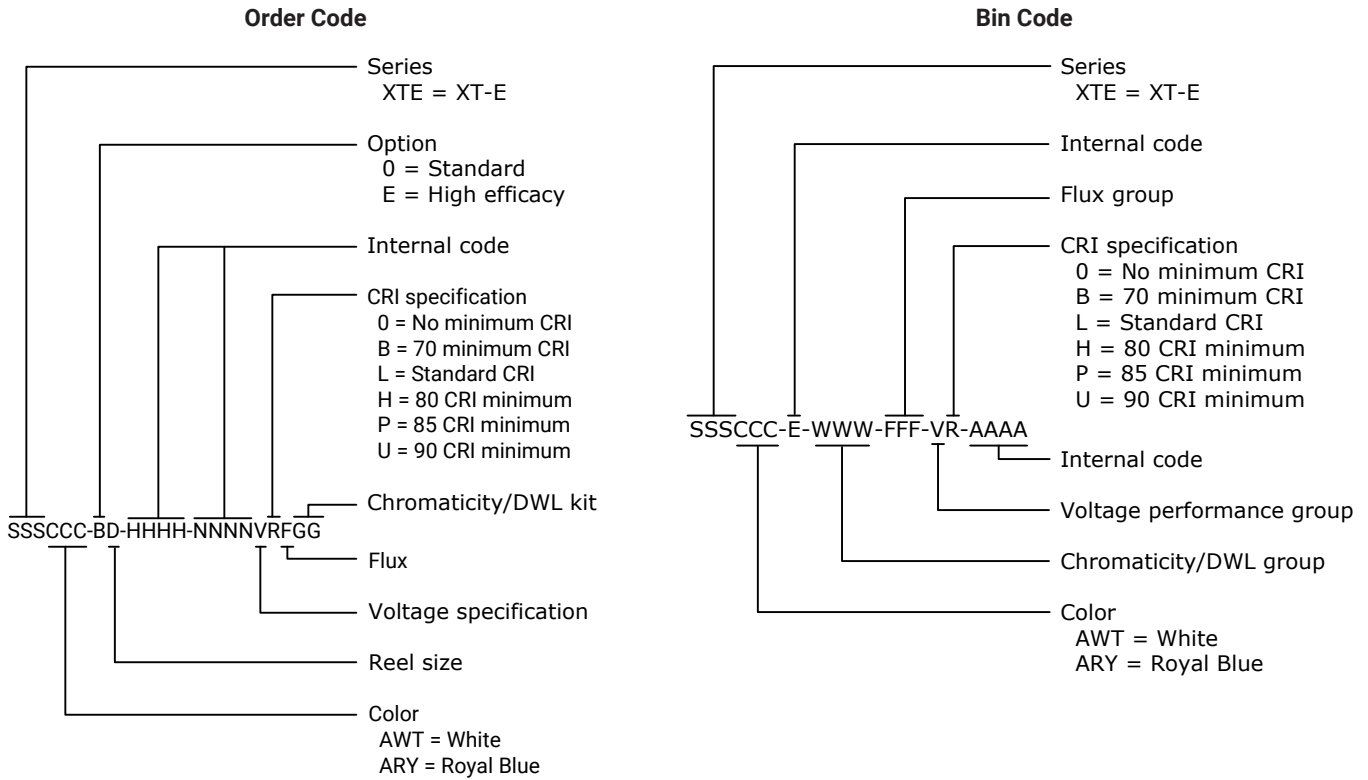 Order Code
Series
XTE = XT-E
Option
0 = Standard
E = High efficacy
Internal code
CRI specification
0 = No minimum CRI
B = 70 minimum CRI
L = Standard CRI
H = 80 CRI minimum
P = 85 CRI minimum
U = 90 CRI minimum
Chromaticity/DWL kit
SSSCCC-BD-HHHH-NNNNVRFGG
Flux
Voltage specification
Reel size
Color
AWT = White
ARY = Royal Blue
Bin Code
Series
XTE = XT-E
Internal code
Flux group
CRI specification
0 = No minimum CRI
B = 70 minimum CRI
L = Standard CRI
H = 80 CRI minimum
P = 85 CRI minimum
U = 90 CRI minimum
SSSCCC-E-WWW-FFF-VR-AAAA
Internal code
Voltage performance group
Chromaticity/DWL group
Color
AWT = White
ARY = Royal Blue